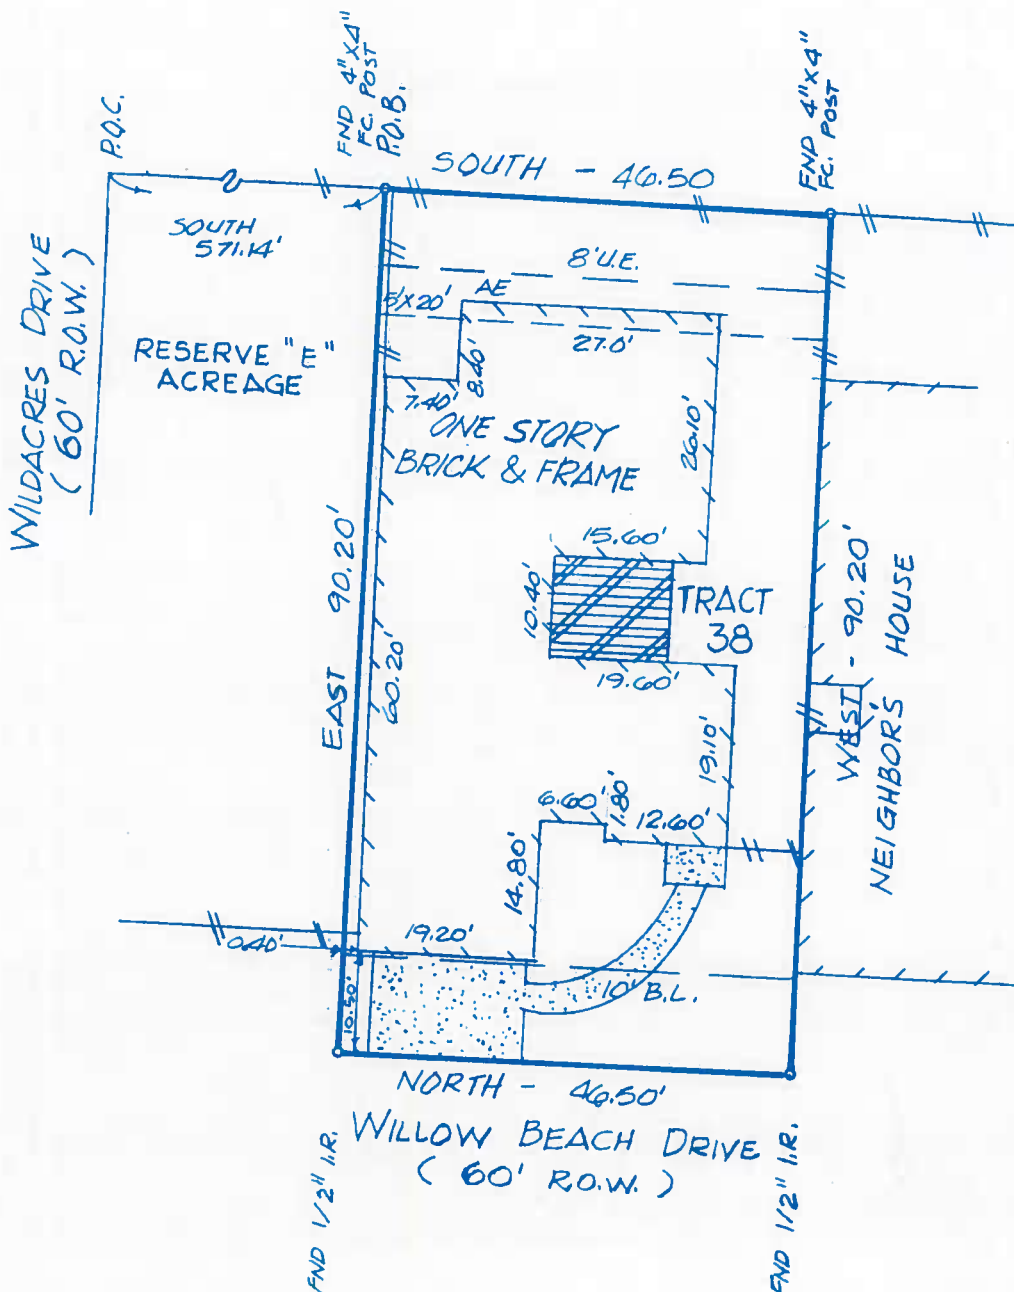 P.O.C.
FND 4"X4"
FC. POST
P.O.B.
FND 4"X4"
FC. POST
SOUTH - 46.50
SOUTH
571.14'
WILDACRES DRIVE
( 60' R.O.W. )
8' U.E.
5'X20'
AE
27.0'
RESERVE "E"
ACREAGE
7.40'
8.40'
ONE STORY
BRICK & FRAME
26.10'
15.60'
10.40'
TRACT
38
19.60'
EAST 90.20'
60.20'
WEST - 90.20'
NEIGHBOR'S HOUSE
19.10'
6.60'
1.80'
12.60'
14.80'
0.40'
19.20'
10' B.L.
10.50'
NORTH - 46.50'
WILLOW BEACH DRIVE
( 60' R.O.W. )
FND 1/2" I.R.
FND 1/2" I.R.